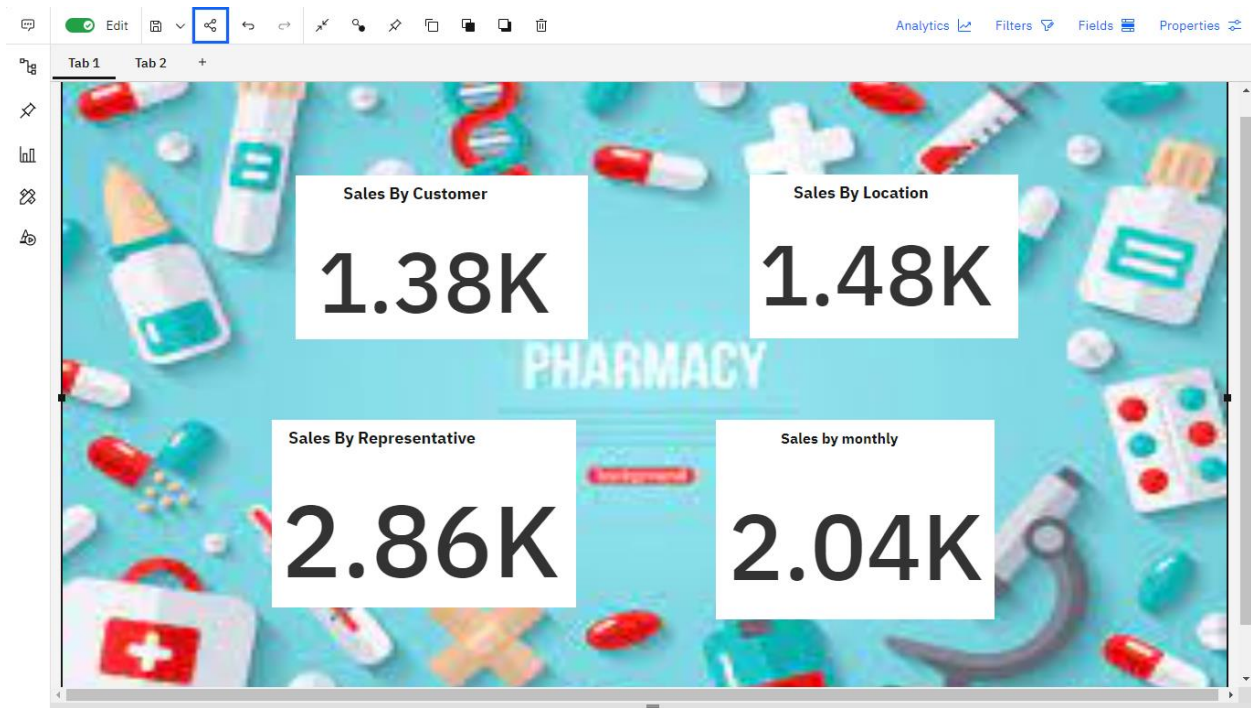 Edit
Analytics
Filters
Fields
Properties
Tab 1
Tab 2
+
Sales By Customer
1.38K
Sales By Location
1.48K
PHARMACY
Sales By Representative
2.86K
Sales by monthly
2.04K
background